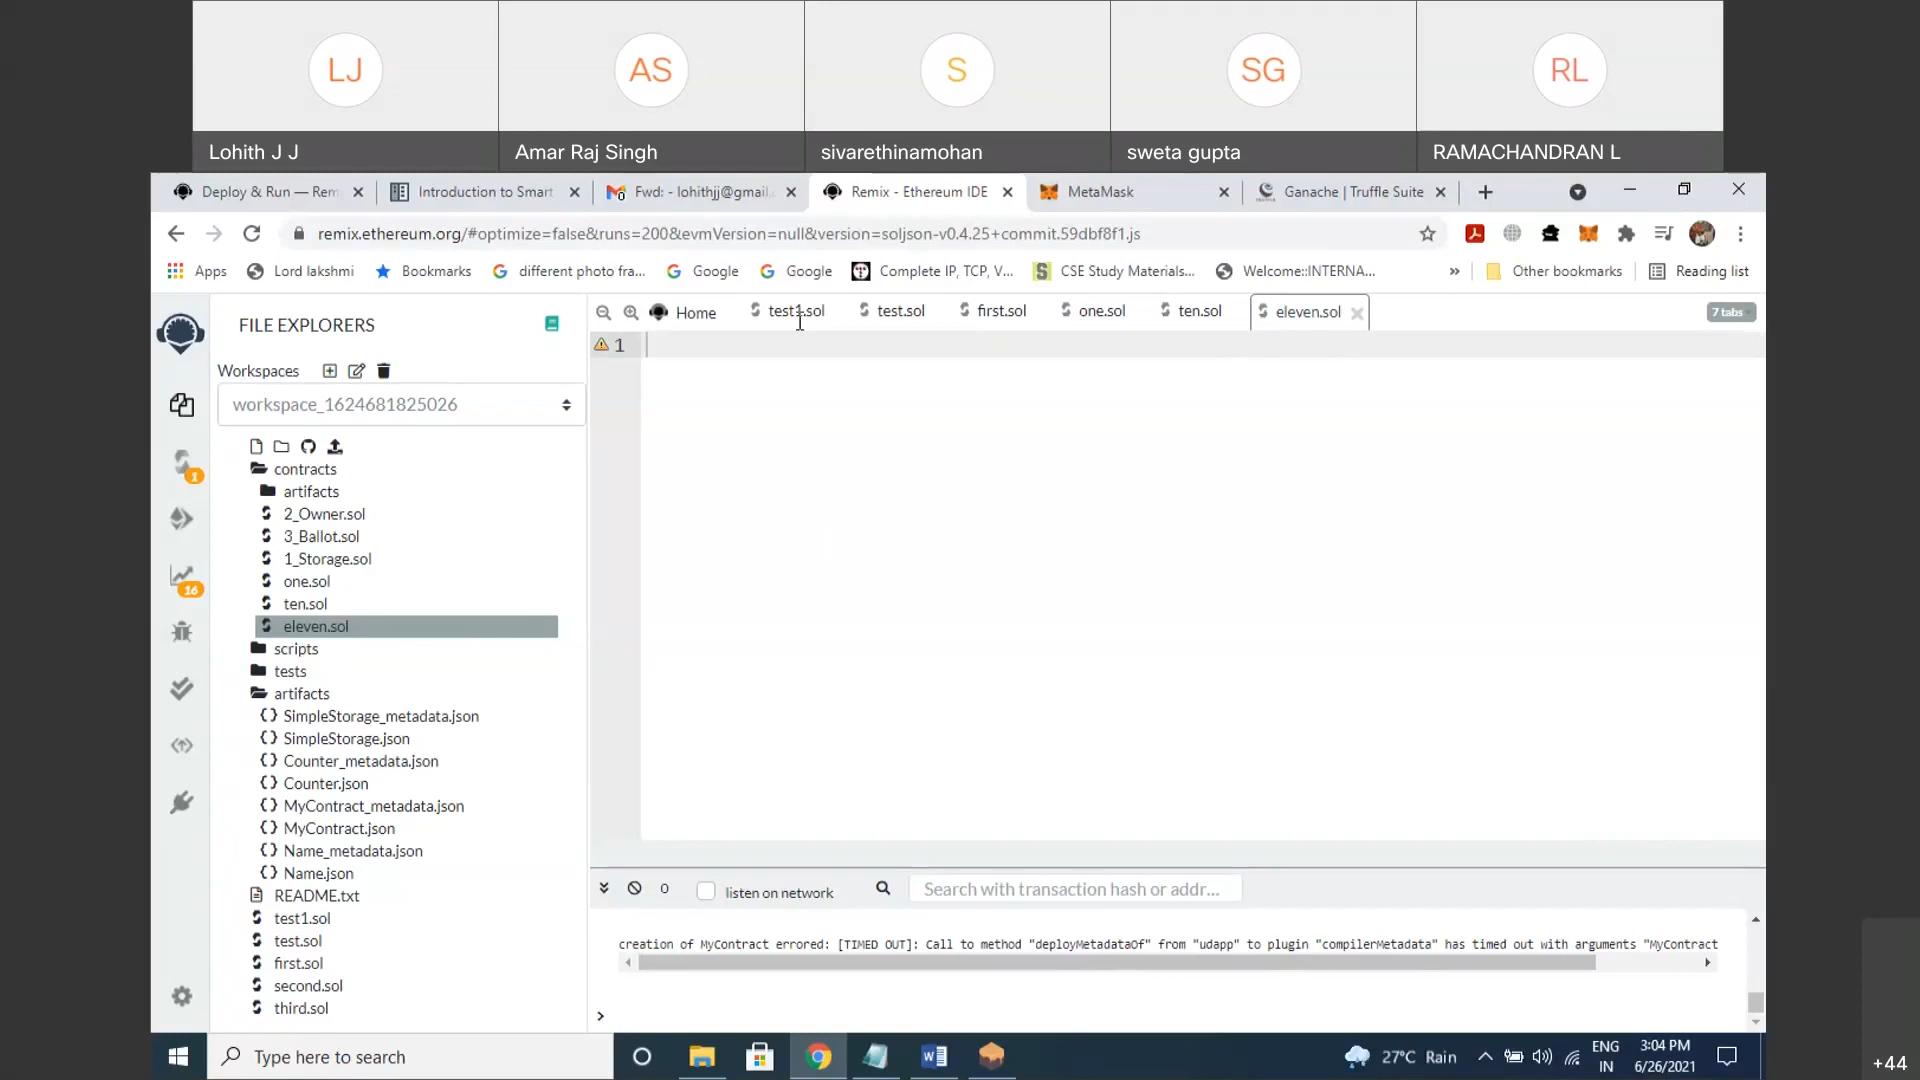 LJ
AS
S
SG
RL
Lohith J J
Amar Raj Singh
sivarethinamohan
sweta gupta
RAMACHANDRAN L
Deploy & Run — Rem
Introduction to Smart
Fwd: - lohithjj@gmail.
Remix - Ethereum IDE
MetaMask
Ganache | Truffle Suite
remix.ethereum.org/#optimize=false&runs=200&evmVersion=null&version=soljson-v0.4.25+commit.59dbf8f1.js
Apps
Lord lakshmi
Bookmarks
different photo fra...
Google
Google
Complete IP, TCP, V...
CSE Study Materials...
Welcome::INTERNA...
Other bookmarks
Reading list
FILE EXPLORERS
Home
test1.sol
test.sol
first.sol
one.sol
ten.sol
eleven.sol
7 tabs
1
Workspaces
workspace_1624681825026
contracts
artifacts
2_Owner.sol
3_Ballot.sol
1_Storage.sol
one.sol
ten.sol
eleven.sol
scripts
tests
artifacts
SimpleStorage_metadata.json
SimpleStorage.json
Counter_metadata.json
Counter.json
MyContract_metadata.json
MyContract.json
Name_metadata.json
Name.json
README.txt
test1.sol
test.sol
first.sol
second.sol
third.sol
1
16
0
listen on network
Search with transaction hash or addr...
creation of MyContract errored: [TIMED OUT]: Call to method "deployMetadataOf" from "udapp" to plugin "compilerMetadata" has timed out with arguments "MyContract
>
Type here to search
27°C Rain
ENG
IN
3:04 PM
6/26/2021
+44